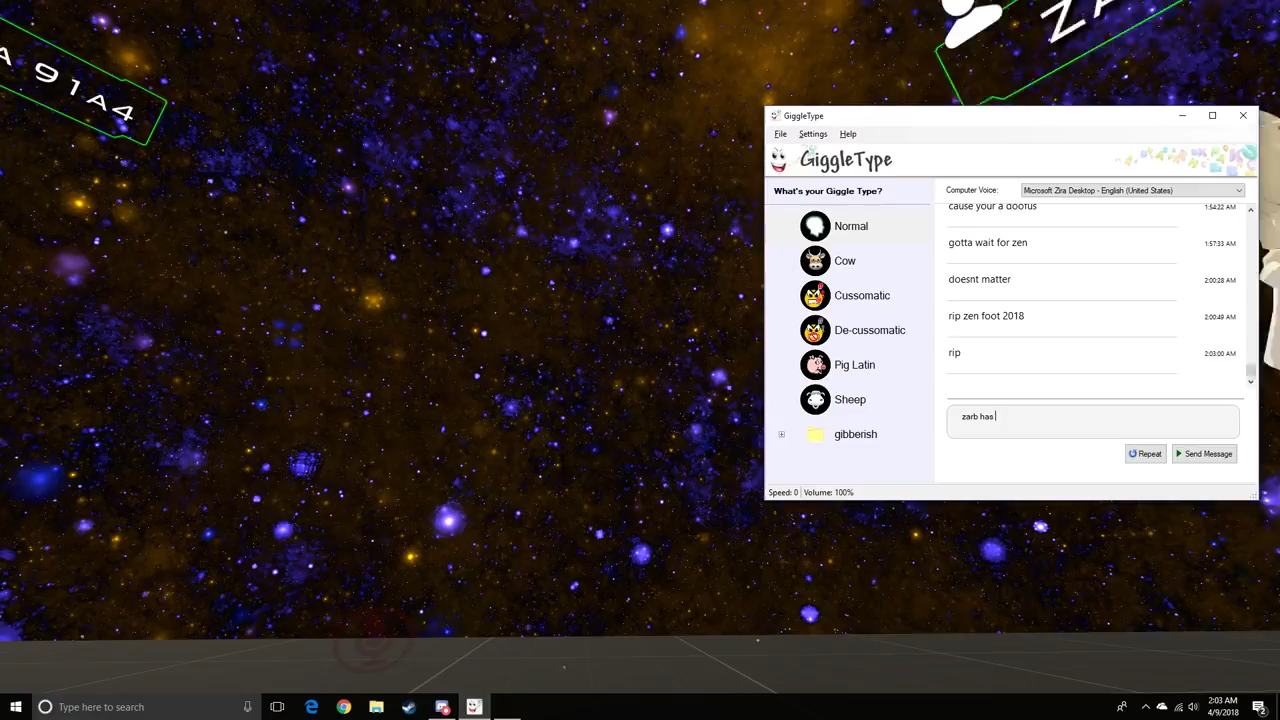 A 91A4
ZA
GiggleType
File Settings Help
GiggleType
What's your Giggle Type?
Normal
Cow
Cussomatic
De-cussomatic
Pig Latin
Sheep
gibberish
Computer Voice: Microsoft Zira Desktop - English (United States)
cause your a doofus 1:54:22 AM
gotta wait for zen 1:57:33 AM
doesnt matter 2:00:28 AM
rip zen foot 2018 2:00:49 AM
rip 2:03:00 AM
zarb has
Repeat Send Message
Speed: 0 Volume: 100%
Type here to search
2:03 AM
4/9/2018
2